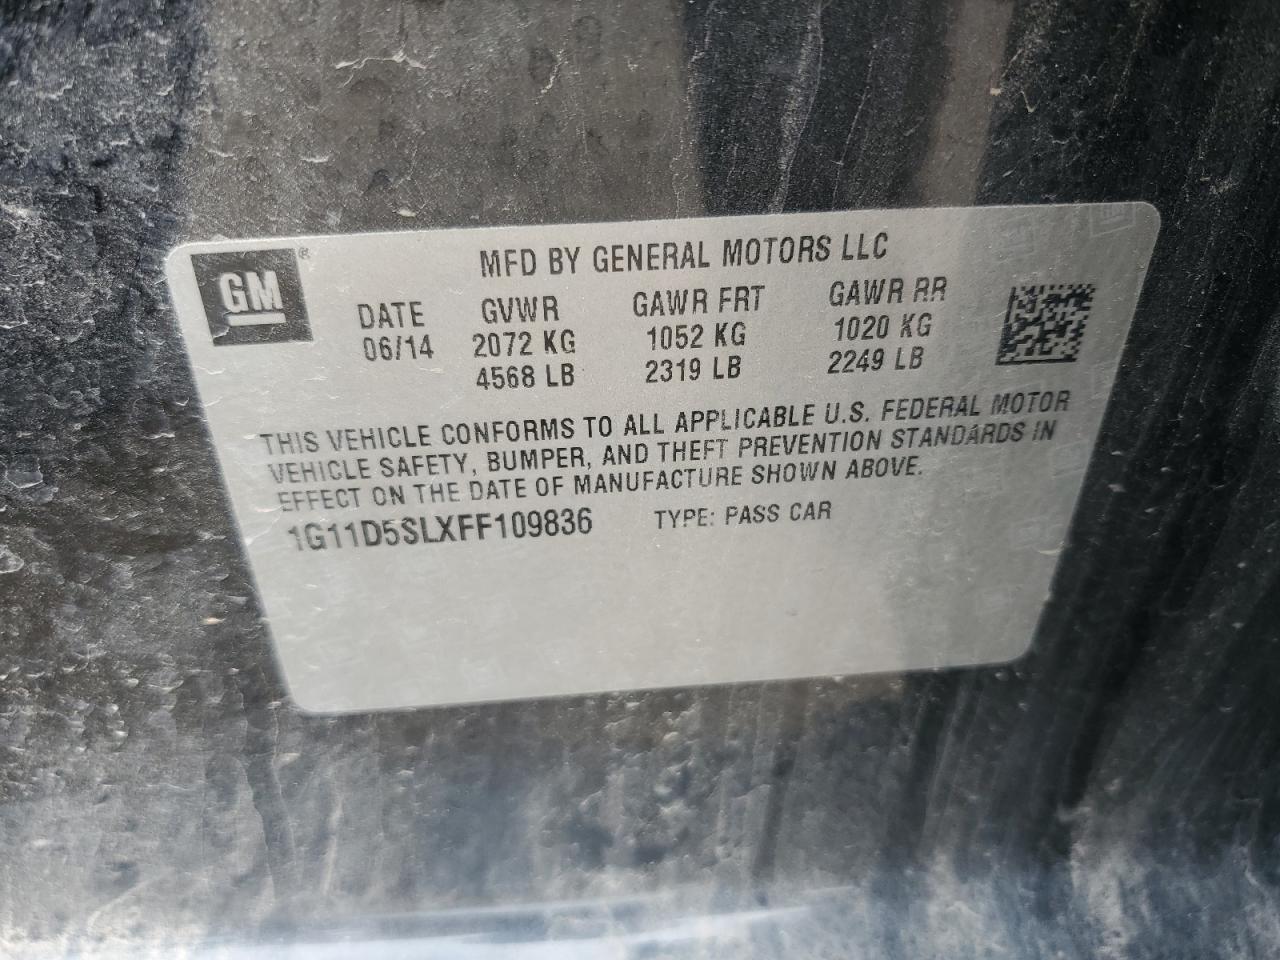 GM®
MFD BY GENERAL MOTORS LLC
DATE GVWR GAWR FRT GAWR RR
06/14 2072 KG 1052 KG 1020 KG
4568 LB 2319 LB 2249 LB
THIS VEHICLE CONFORMS TO ALL APPLICABLE U.S. FEDERAL MOTOR
VEHICLE SAFETY, BUMPER, AND THEFT PREVENTION STANDARDS IN
EFFECT ON THE DATE OF MANUFACTURE SHOWN ABOVE.
1G11D5SLXFF109836 TYPE: PASS CAR